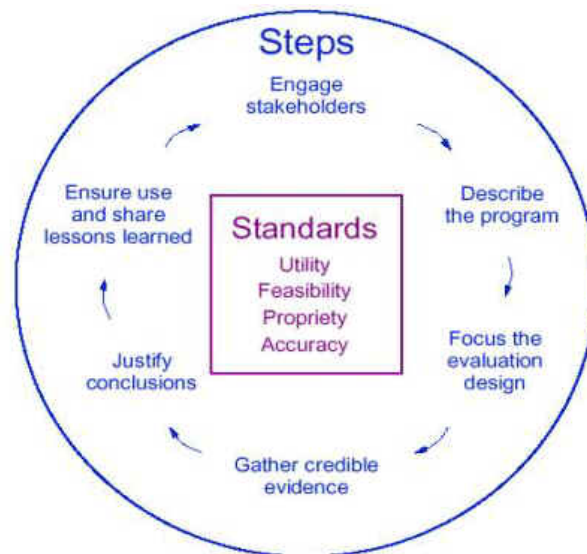 Steps
Engage
stakeholders
Describe
the program
Focus the
evaluation
design
Gather credible
evidence
Justify
conclusions
Ensure use
and share
lessons learned
Standards
Utility
Feasibility
Propriety
Accuracy